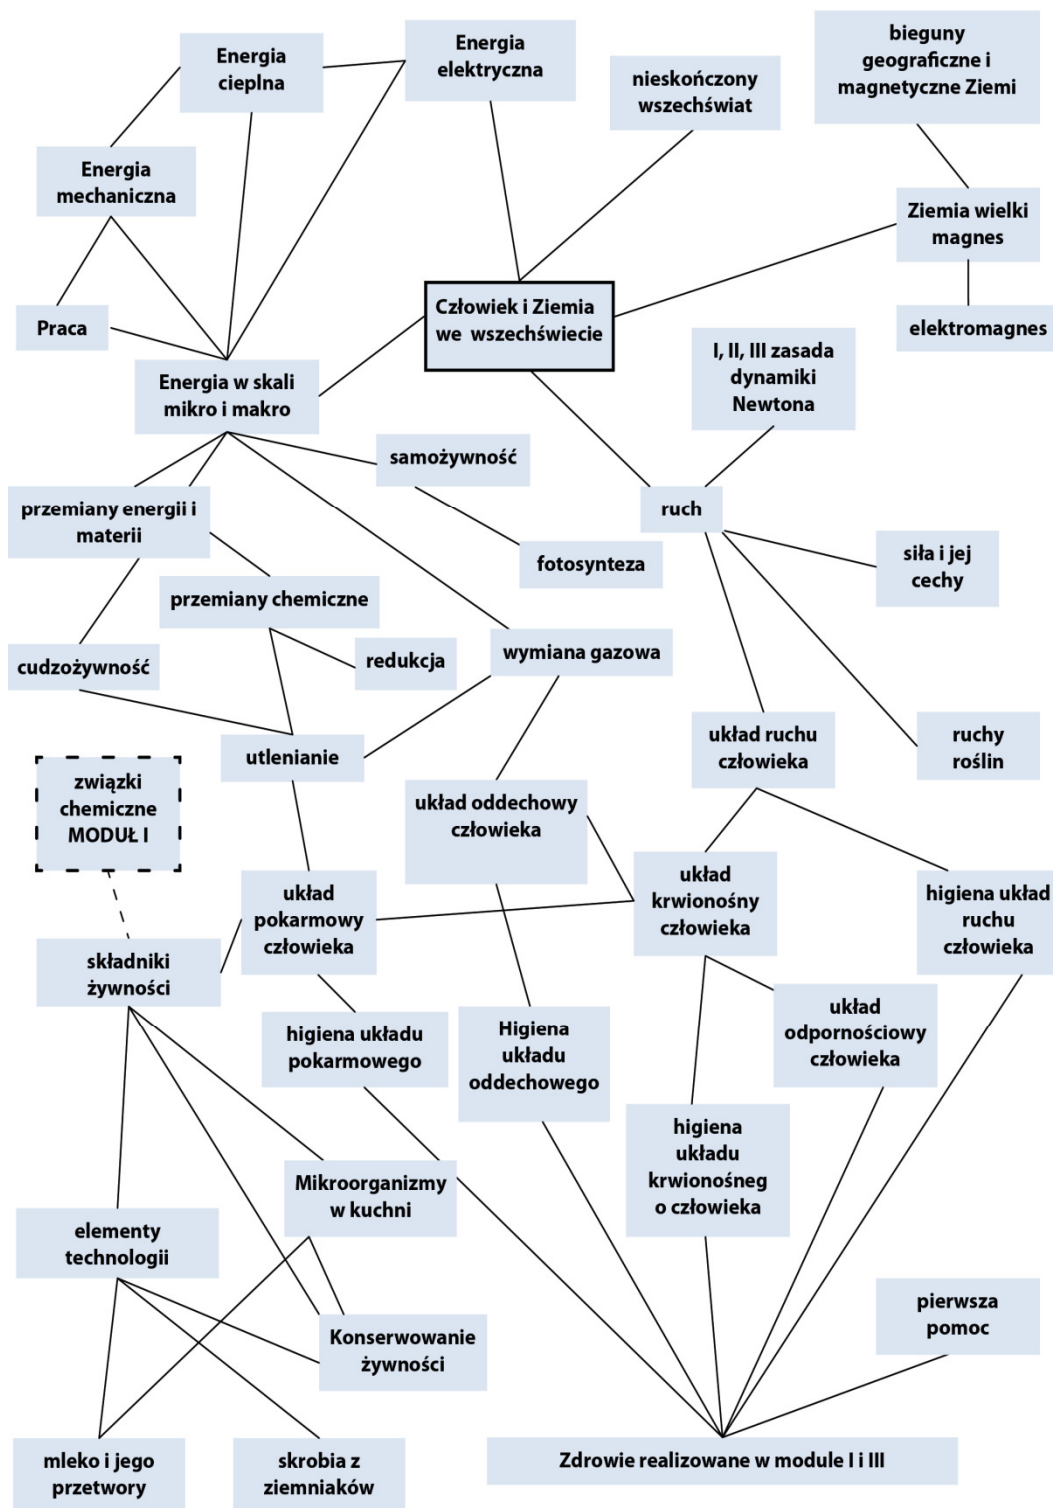 Energia
cieplna
Energia
elektryczna
nieskończony
wszechświat
bieguny
geograficzne i
magnetyczne Ziemi
Energia
mechaniczna
Ziemia wielki
magnes
Praca
Człowiek i Ziemia
we wszechświecie
elektromagnes
I, II, III zasada
dynamiki
Newtona
Energia w skali
mikro i makro
samożywność
przemiany energii i
materii
ruch
fotosynteza
siła i jej
cechy
przemiany chemiczne
cudzożywność
redukcja
wymiana gazowa
utlenianie
układ ruchu
człowieka
ruchy
roślin
związki
chemiczne
MODUŁ I
układ oddechowy
człowieka
układ
pokarmowy
człowieka
układ
krwionośny
człowieka
higiena układ
ruchu
człowieka
składniki
żywności
higiena układu
pokarmowego
Higiena
układu
oddechowego
układ
odpornościowy
człowieka
higiena
układu
krwionośneg
o człowieka
Mikroorganizmy
w kuchni
elementy
technologii
Konserwowanie
żywności
pierwsza
pomoc
mleko i jego
przetwory
skrobia z
ziemniaków
Zdrowie realizowane w module I i III